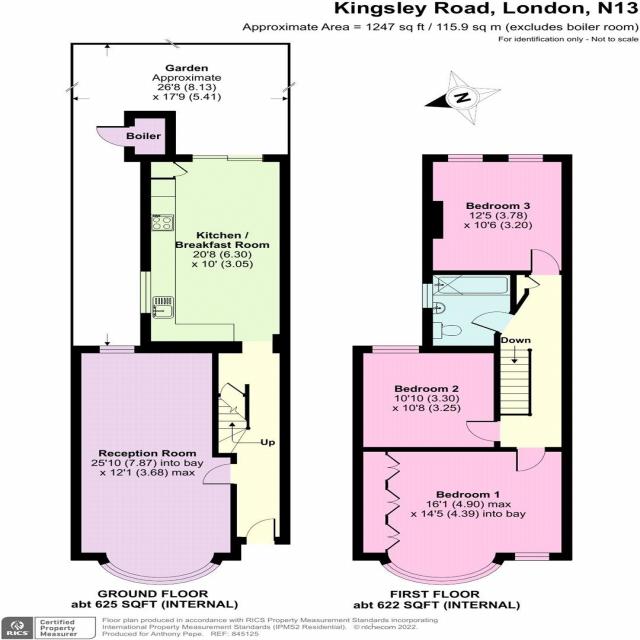 Kingsley Road, London, N13
Approximate Area = 1247 sq ft / 115.9 sq m (excludes boiler room)
For identification only - Not to scale
Garden
Approximate
26'8 (8.13)
x 17'9 (5.41)
N
Boiler
Kitchen /
Breakfast Room
20'8 (6.30)
x 10' (3.05)
Bedroom 3
12'5 (3.78)
x 10'6 (3.20)
Down
Bedroom 2
10'10 (3.30)
x 10'8 (3.25)
Up
Reception Room
25'10 (7.87) into bay
x 12'1 (3.68) max
Bedroom 1
16'1 (4.90) max
x 14'5 (4.39) into bay
GROUND FLOOR
abt 625 SQFT (INTERNAL)
FIRST FLOOR
abt 622 SQFT (INTERNAL)
RICS
Certified
Property
Measurer
Floor plan produced in accordance with RICS Property Measurement Standards incorporating
International Property Measurement Standards (IPMS2 Residential). © nichecom 2022.
Produced for Anthony Pepe. REF: 845125